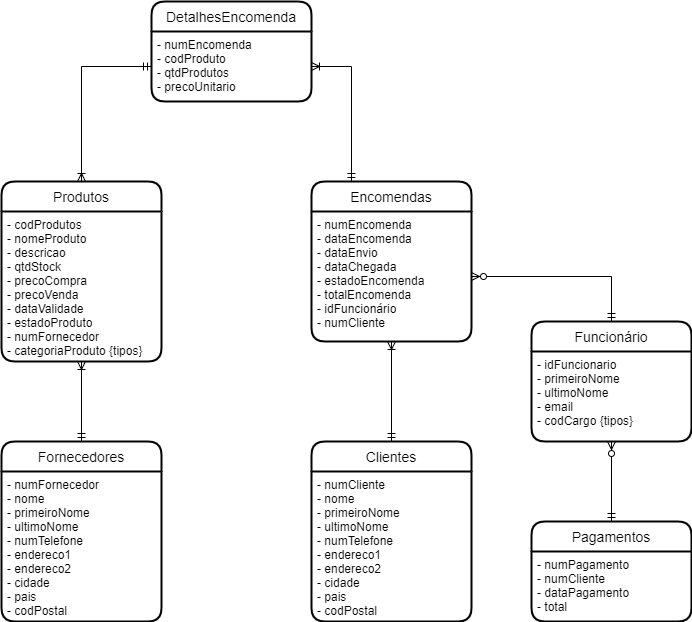 DetalhesEncomenda
- numEncomenda
- codProduto
- qtdProdutos
- precoUnitario
Produtos
- codProdutos
- nomeProduto
- descricao
- qtdStock
- precoCompra
- precoVenda
- dataValidade
- estadoProduto
- numFornecedor
- categoriaProduto {tipos}
Encomendas
- numEncomenda
- dataEncomenda
- dataEnvio
- dataChegada
- estadoEncomenda
- totalEncomenda
- idFuncionário
- numCliente
Funcionário
- idFuncionario
- primeiroNome
- ultimoNome
- email
- codCargo {tipos}
Fornecedores
- numFornecedor
- nome
- primeiroNome
- ultimoNome
- numTelefone
- endereco1
- endereco2
- cidade
- pais
- codPostal
Clientes
- numCliente
- nome
- primeiroNome
- ultimoNome
- numTelefone
- endereco1
- endereco2
- cidade
- pais
- codPostal
Pagamentos
- numPagamento
- numCliente
- dataPagamento
- total